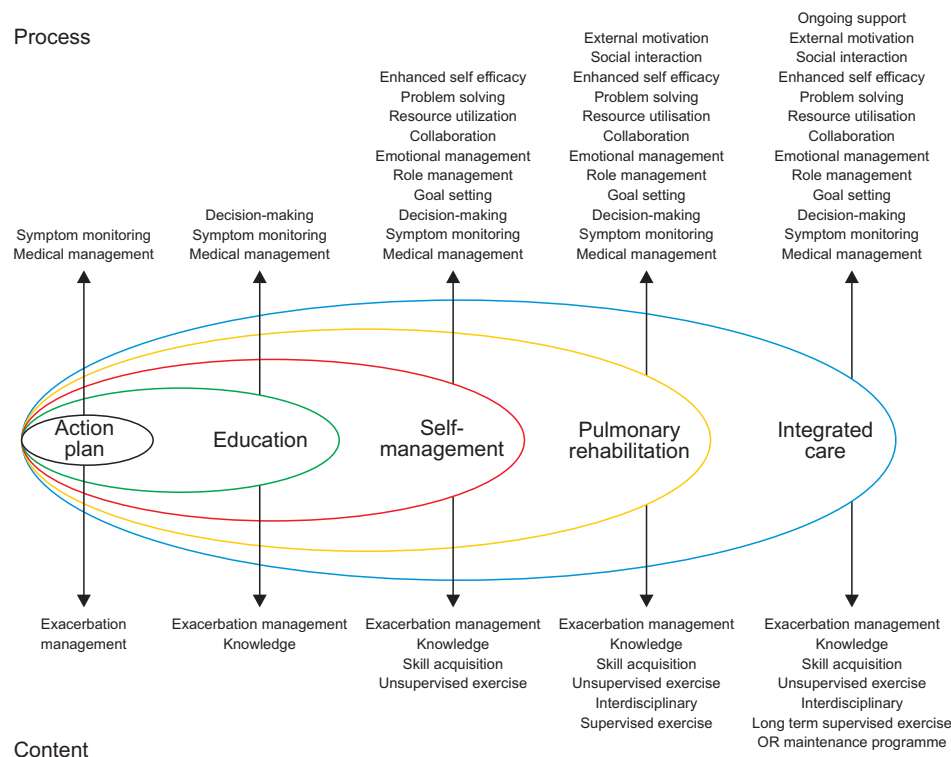 Process
Symptom monitoring
Medical management
Decision-making
Symptom monitoring
Medical management
Enhanced self efficacy
Problem solving
Resource utilization
Collaboration
Emotional management
Role management
Goal setting
Decision-making
Symptom monitoring
Medical management
External motivation
Social interaction
Enhanced self efficacy
Problem solving
Resource utilisation
Collaboration
Emotional management
Role management
Goal setting
Decision-making
Symptom monitoring
Medical management
Ongoing support
External motivation
Social interaction
Enhanced self efficacy
Problem solving
Resource utilisation
Collaboration
Emotional management
Role management
Goal setting
Decision-making
Symptom monitoring
Medical management
Action
plan
Education
Self-
management
Pulmonary
rehabilitation
Integrated
care
Exacerbation
management
Exacerbation management
Knowledge
Exacerbation management
Knowledge
Skill acquisition
Unsupervised exercise
Exacerbation management
Knowledge
Skill acquisition
Unsupervised exercise
Interdisciplinary
Supervised exercise
Exacerbation management
Knowledge
Skill acquisition
Unsupervised exercise
Interdisciplinary
Long term supervised exercise
OR maintenance programme
Content